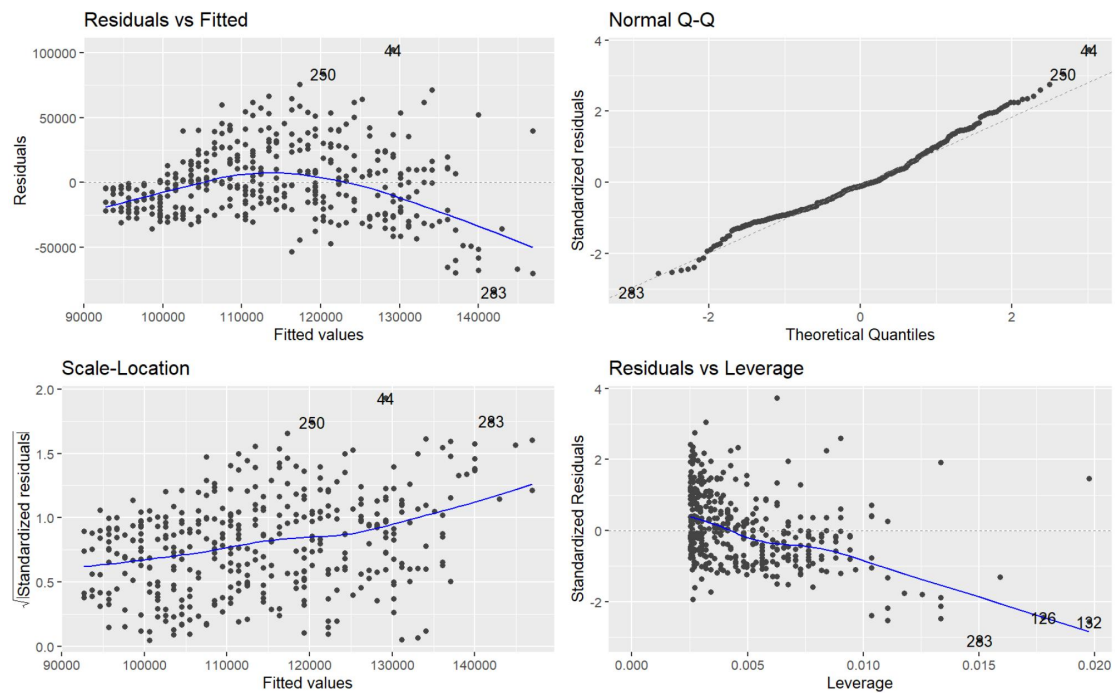 Residuals vs Fitted
Residuals
100000
50000
0
-50000
44
250
283
90000 100000 110000 120000 130000 140000
Fitted values
Normal Q-Q
Standardized residuals
4
2
0
-2
44
250
283
-2 0 2
Theoretical Quantiles
Scale-Location
√|Standardized residuals|
2.0
1.5
1.0
0.5
0.0
44
250
283
90000 100000 110000 120000 130000 140000
Fitted values
Residuals vs Leverage
Standardized Residuals
4
2
0
-2
126
132
283
0.000 0.005 0.010 0.015 0.020
Leverage